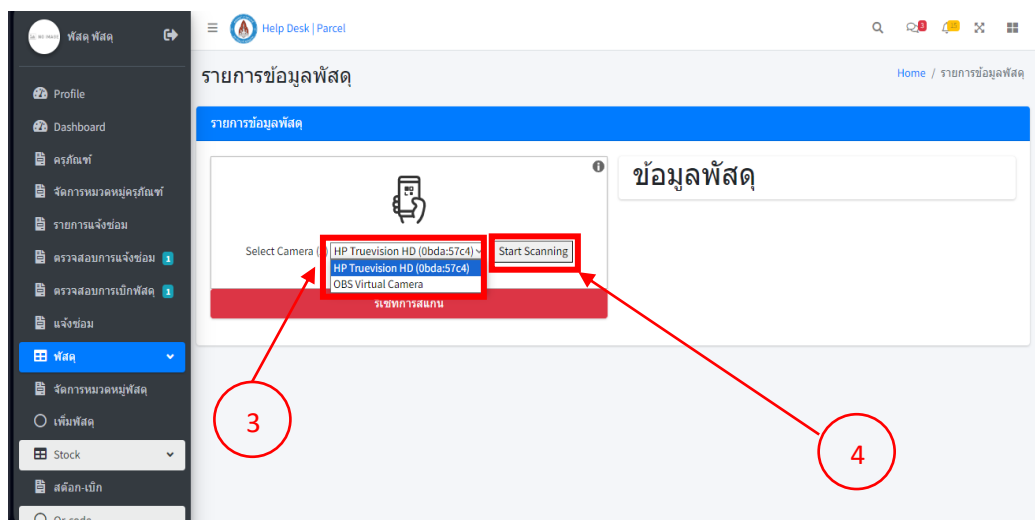 พัสดุ พัสดุ
Help Desk | Parcel
3
15
รายการข้อมูลพัสดุ
Home / รายการข้อมูลพัสดุ
Profile
Dashboard
ครุภัณฑ์
จัดการหมวดหมู่ครุภัณฑ์
รายการแจ้งซ่อม
ตรวจสอบการแจ้งซ่อม 1
ตรวจสอบการเบิกพัสดุ 1
แจ้งซ่อม
พัสดุ
จัดการหมวดหมู่พัสดุ
เพิ่มพัสดุ
Stock
สต๊อก-เบิก
Qr code
รายการข้อมูลพัสดุ
Select Camera ( ) HP Truevision HD (0bda:57c4) Start Scanning
HP Truevision HD (0bda:57c4)
OBS Virtual Camera
รีเซ็ทการสแกน
ข้อมูลพัสดุ
3
4